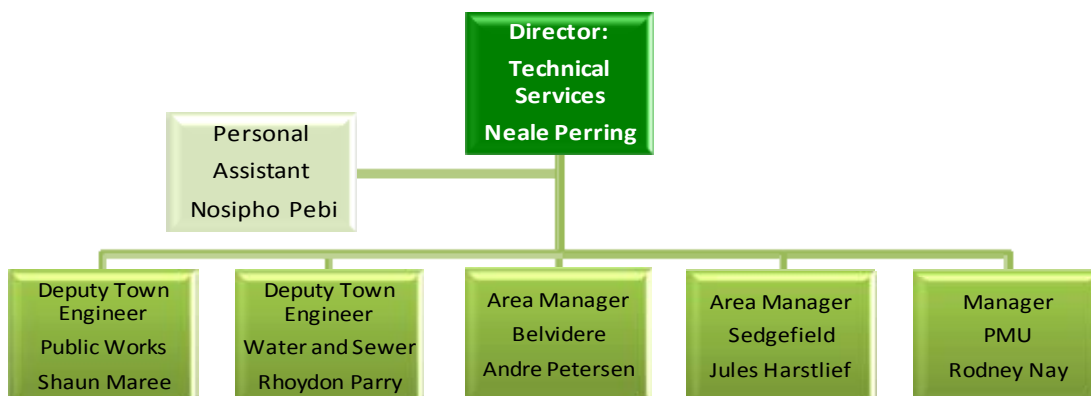 Director:
Technical
Services
Neale Perring
Personal
Assistant
Nosipho Pebi
Deputy Town
Engineer
Public Works
Shaun Maree
Deputy Town
Engineer
Water and Sewer
Rhoydon Parry
Area Manager
Belvidere
Andre Petersen
Area Manager
Sedgefield
Jules Harstlief
Manager
PMU
Rodney Nay